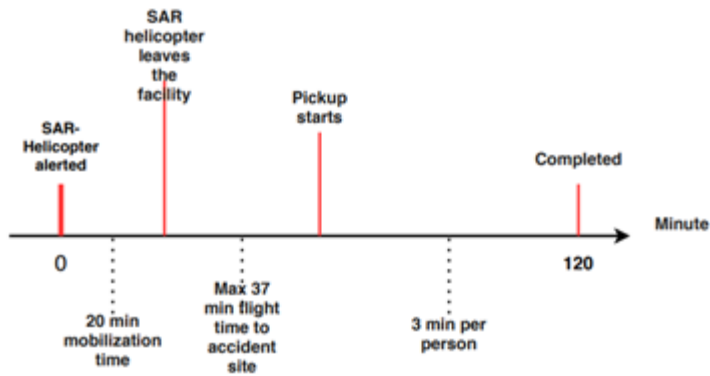 SAR
helicopter
leaves
the
facility
Pickup
starts
SAR-
Helicopter
alerted
Completed
Minute
0
120
Max 37
min flight
time to
accident
site
20 min
mobilization
time
3 min per
person